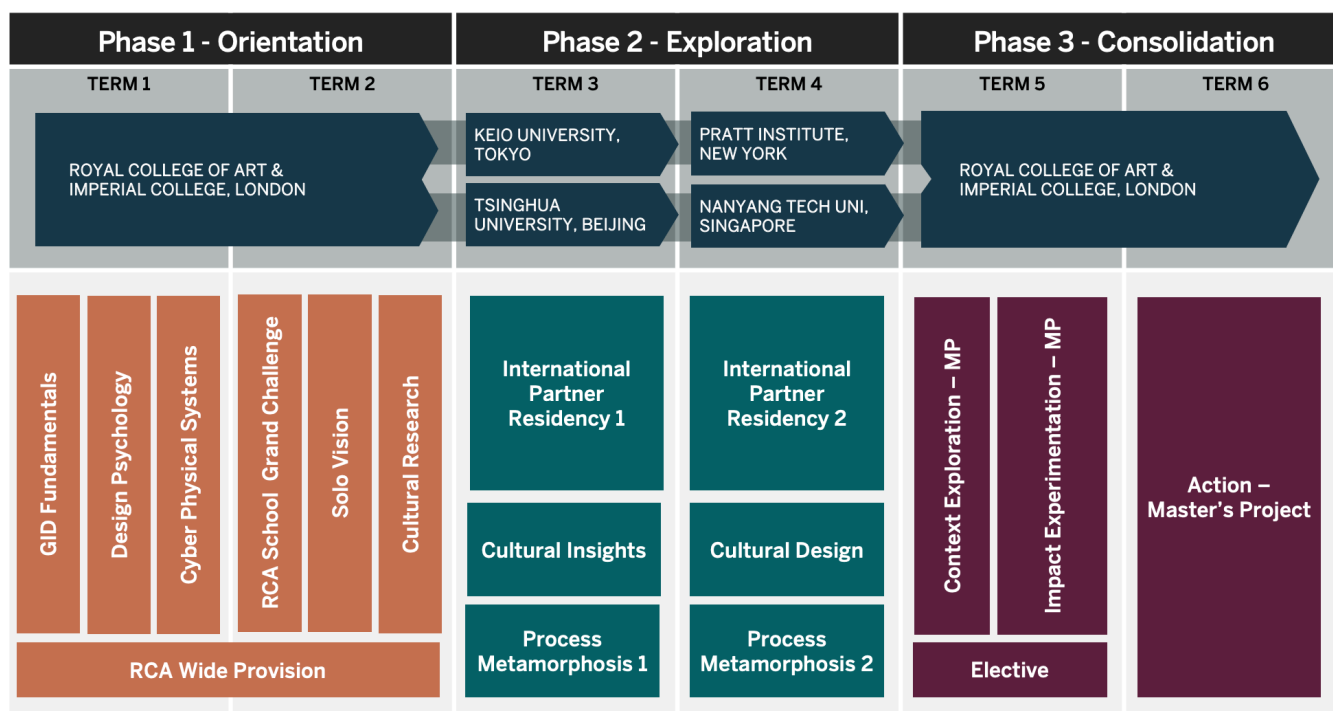 Phase 1 - Orientation
Phase 2 - Exploration
Phase 3 - Consolidation
TERM 1
TERM 2
TERM 3
TERM 4
TERM 5
TERM 6
ROYAL COLLEGE OF ART &
IMPERIAL COLLEGE, LONDON
KEIO UNIVERSITY,
TOKYO
TSINGHUA
UNIVERSITY, BEIJING
PRATT INSTITUTE,
NEW YORK
NANYANG TECH UNI,
SINGAPORE
ROYAL COLLEGE OF ART &
IMPERIAL COLLEGE, LONDON
GID Fundamentals
Design Psychology
Cyber Physical Systems
RCA School Grand Challenge
Solo Vision
Cultural Research
RCA Wide Provision
International
Partner
Residency 1
Cultural Insights
Process
Metamorphosis 1
International
Partner
Residency 2
Cultural Design
Process
Metamorphosis 2
Context Exploration – MP
Impact Experimentation – MP
Elective
Action –
Master’s Project